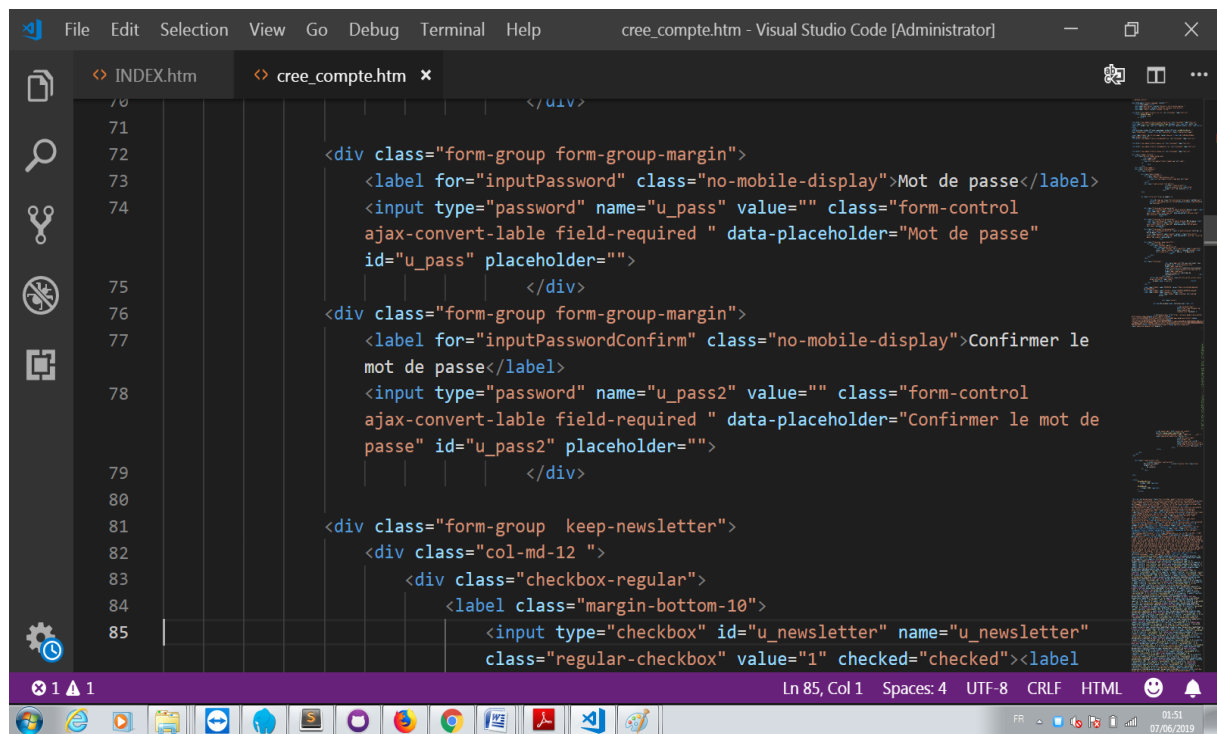 File Edit Selection View Go Debug Terminal Help cree_compte.htm - Visual Studio Code [Administrator]
<> INDEX.htm <> cree_compte.htm ×
70 </div>
71
72 <div class="form-group form-group-margin">
73 <label for="inputPassword" class="no-mobile-display">Mot de passe</label>
74 <input type="password" name="u_pass" value="" class="form-control
ajax-convert-lable field-required " data-placeholder="Mot de passe"
id="u_pass" placeholder="">
75 </div>
76 <div class="form-group form-group-margin">
77 <label for="inputPasswordConfirm" class="no-mobile-display">Confirmer le
mot de passe</label>
78 <input type="password" name="u_pass2" value="" class="form-control
ajax-convert-lable field-required " data-placeholder="Confirmer le mot de
passe" id="u_pass2" placeholder="">
79 </div>
80
81 <div class="form-group  keep-newsletter">
82 <div class="col-md-12 ">
83 <div class="checkbox-regular">
84 <label class="margin-bottom-10">
85 <input type="checkbox" id="u_newsletter" name="u_newsletter"
class="regular-checkbox" value="1" checked="checked"><label
1 1 Ln 85, Col 1 Spaces: 4 UTF-8 CRLF HTML
FR 01:51
07/06/2019